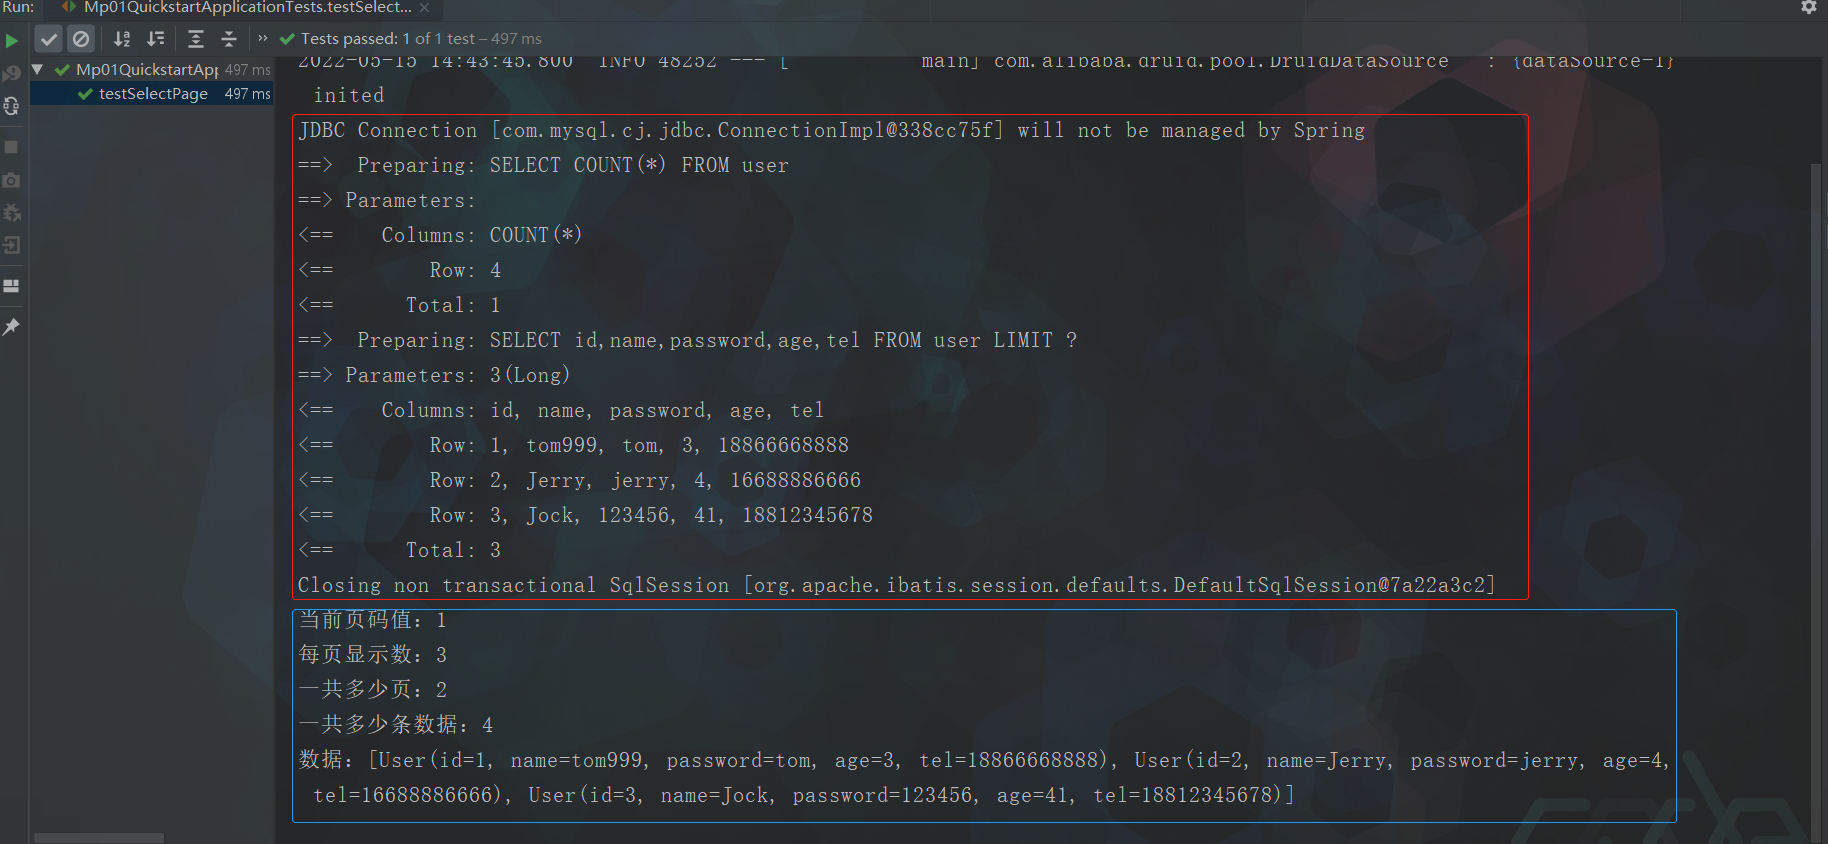 Run: Mp01QuickstartApplicationTests.testSelect... ×
Tests passed: 1 of 1 test – 497 ms
Mp01QuickstartApp 497 ms
testSelectPage 497 ms
2022-05-15 14:43:45.800 INFO 48252 --- [ main] com.alibaba.druid.pool.DruidDataSource : {dataSource-1}
inited
JDBC Connection [com.mysql.cj.jdbc.ConnectionImpl@338cc75f] will not be managed by Spring
==> Preparing: SELECT COUNT(*) FROM user
==> Parameters:
<== Columns: COUNT(*)
<== Row: 4
<== Total: 1
==> Preparing: SELECT id,name,password,age,tel FROM user LIMIT ?
==> Parameters: 3(Long)
<== Columns: id, name, password, age, tel
<== Row: 1, tom999, tom, 3, 18866668888
<== Row: 2, Jerry, jerry, 4, 16688886666
<== Row: 3, Jock, 123456, 41, 18812345678
<== Total: 3
Closing non transactional SqlSession [org.apache.ibatis.session.defaults.DefaultSqlSession@7a22a3c2]
当前页码值：1
每页显示数：3
一共多少页：2
一共多少条数据：4
数据：[User(id=1, name=tom999, password=tom, age=3, tel=18866668888), User(id=2, name=Jerry, password=jerry, age=4,
tel=16688886666), User(id=3, name=Jock, password=123456, age=41, tel=18812345678)]